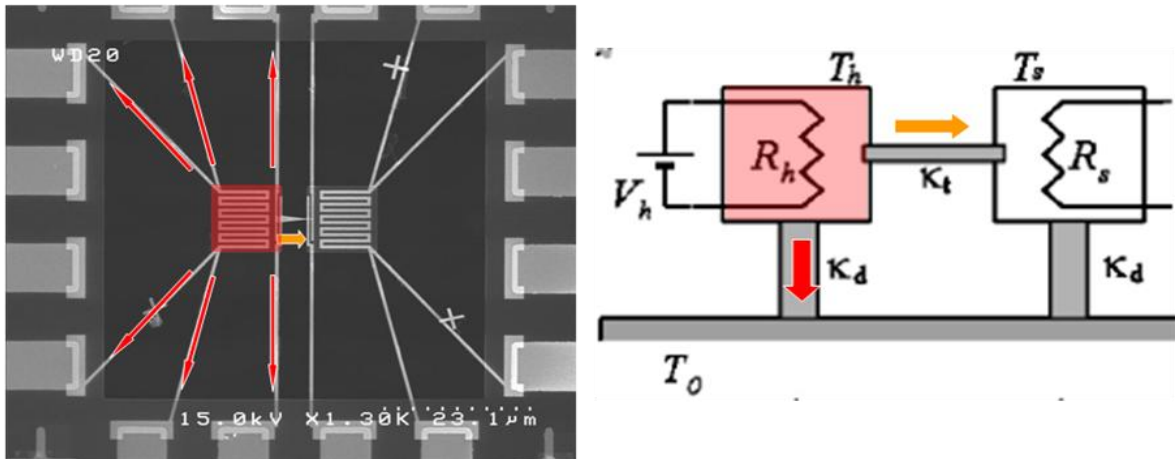 WD20
15.0kV X1.30K 23.1μm
T_h T_s
R_h R_s
κ_t
V_h
κ_d κ_d
T_0